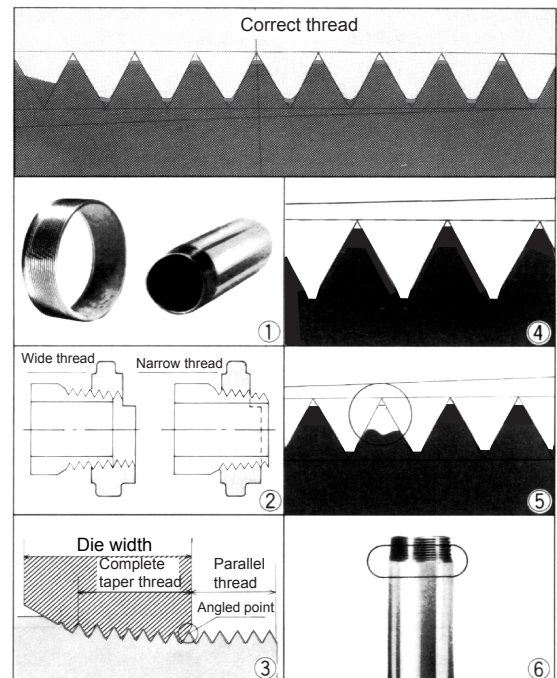 Correct thread
①
④
Wide thread
Narrow thread
②
⑤
Die width
Complete
taper thread
Parallel
thread
Angled point
③
⑥